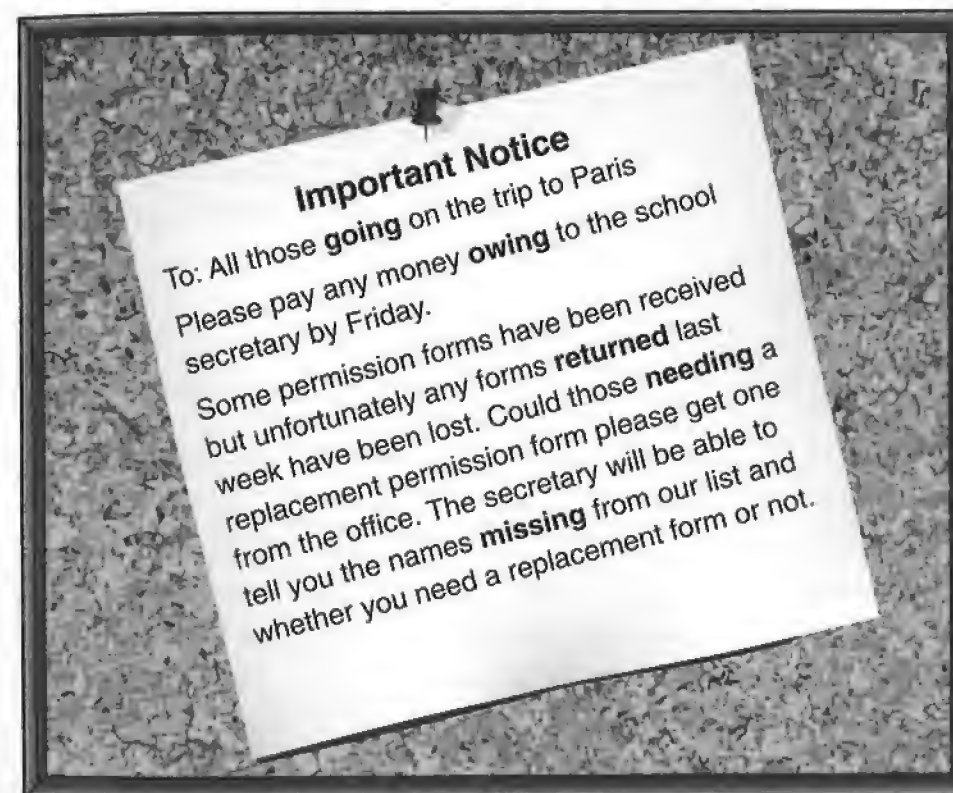 Important Notice
To: All those going on the trip to Paris
Please pay any money owing to the school
secretary by Friday.
Some permission forms have been received
but unfortunately any forms returned last
week have been lost. Could those needing a
replacement permission form please get one
from the office. The secretary will be able to
tell you the names missing from our list and
whether you need a replacement form or not.